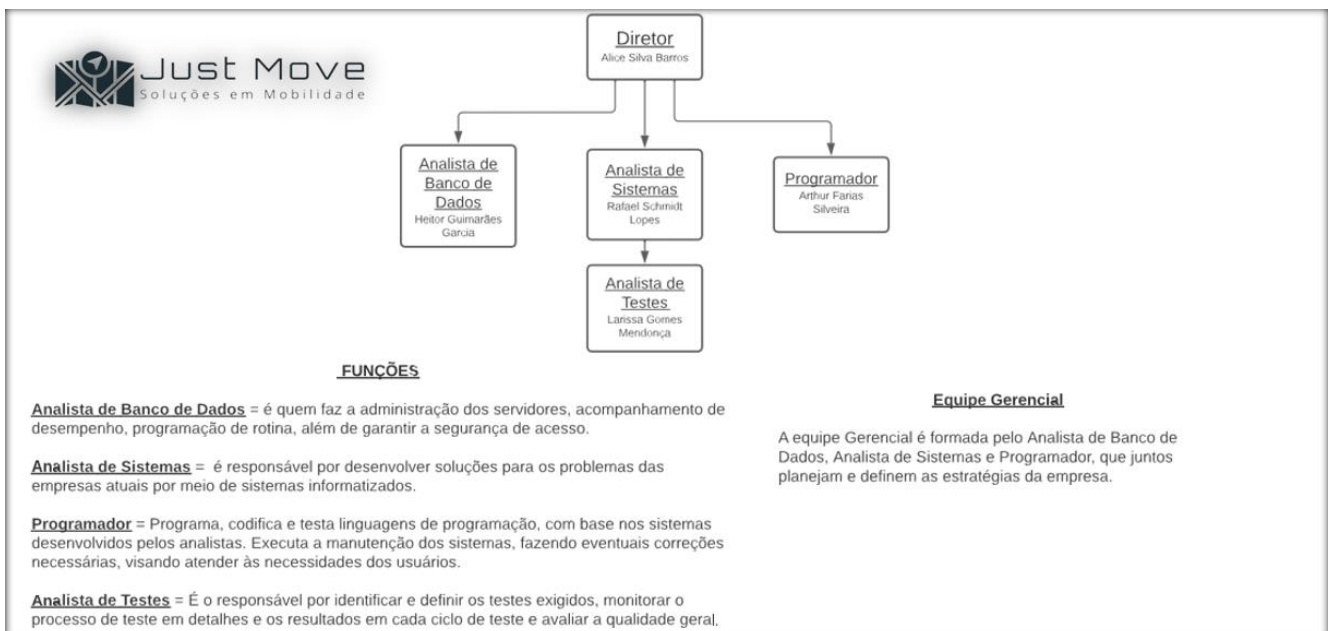 Just Move
Soluções em Mobilidade
Diretor
Alice Silva Barros
Analista de
Banco de
Dados
Heitor Guimarães
Garcia
Analista de
Sistemas
Rafael Schmidt
Lopes
Programador
Arthur Farias
Silveira
Analista de
Testes
Larissa Gomes
Mendonça
FUNÇÕES
Analista de Banco de Dados = é quem faz a administração dos servidores, acompanhamento de
desempenho, programação de rotina, além de garantir a segurança de acesso.
Analista de Sistemas = é responsável por desenvolver soluções para os problemas das
empresas atuais por meio de sistemas informatizados.
Programador = Programa, codifica e testa linguagens de programação, com base nos sistemas
desenvolvidos pelos analistas. Executa a manutenção dos sistemas, fazendo eventuais correções
necessárias, visando atender às necessidades dos usuários.
Analista de Testes = É o responsável por identificar e definir os testes exigidos, monitorar o
processo de teste em detalhes e os resultados em cada ciclo de teste e avaliar a qualidade geral.
Equipe Gerencial
A equipe Gerencial é formada pelo Analista de Banco de
Dados, Analista de Sistemas e Programador, que juntos
planejam e definem as estratégias da empresa.